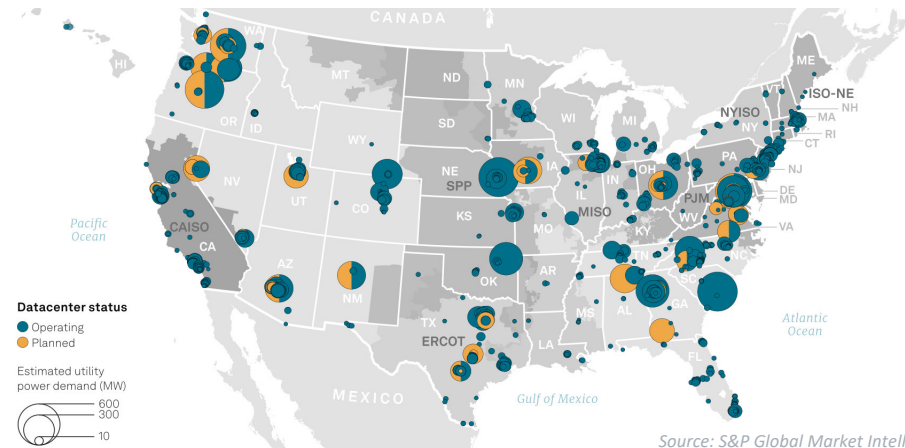 CANADA
WA
HI
MT
ND
MN
ME
VT
ISO-NE
NH
MA
RI
CT
NYISO
NY
OR
ID
WY
SD
WI
MI
NV
UT
CO
NE
SPP
IA
IL
IN
OH
PA
PJM
NJ
DE
MD
WV
VA
Pacific
Ocean
CAISO
CA
KS
MO
MISO
KY
NC
AZ
NM
OK
AR
TN
SC
Datacenter status
Operating
Planned
TX
ERCOT
LA
MS
AL
GA
FL
Atlantic
Ocean
Estimated utility
power demand (MW)
600
300
10
MEXICO
Gulf of Mexico
Source: S&P Global Market Intell